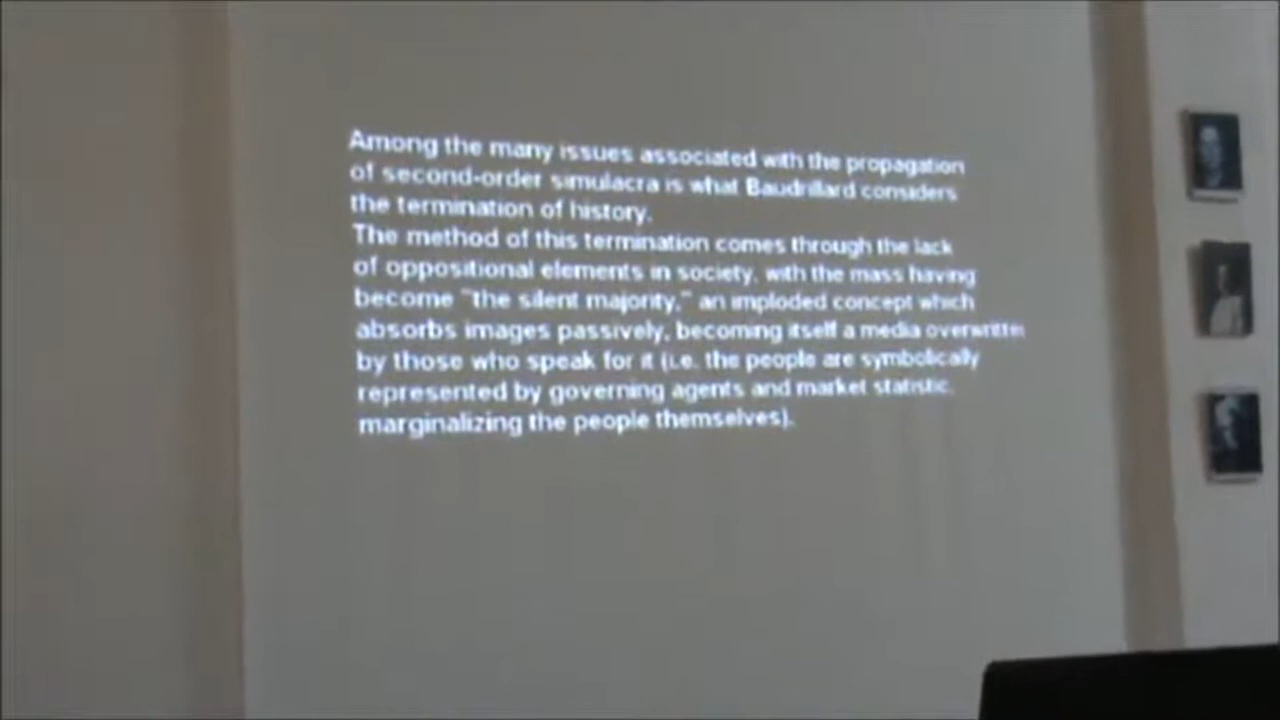 Among the many issues associated with the propagation
of second-order simulacra is what Baudrillard considers
the termination of history.
The method of this termination comes through the lack
of oppositional elements in society, with the mass having
become "the silent majority," an imploded concept which
absorbs images passively, becoming itself a media overwritten
by those who speak for it (i.e. the people are symbolically
represented by governing agents and market statistic,
marginalizing the people themselves).